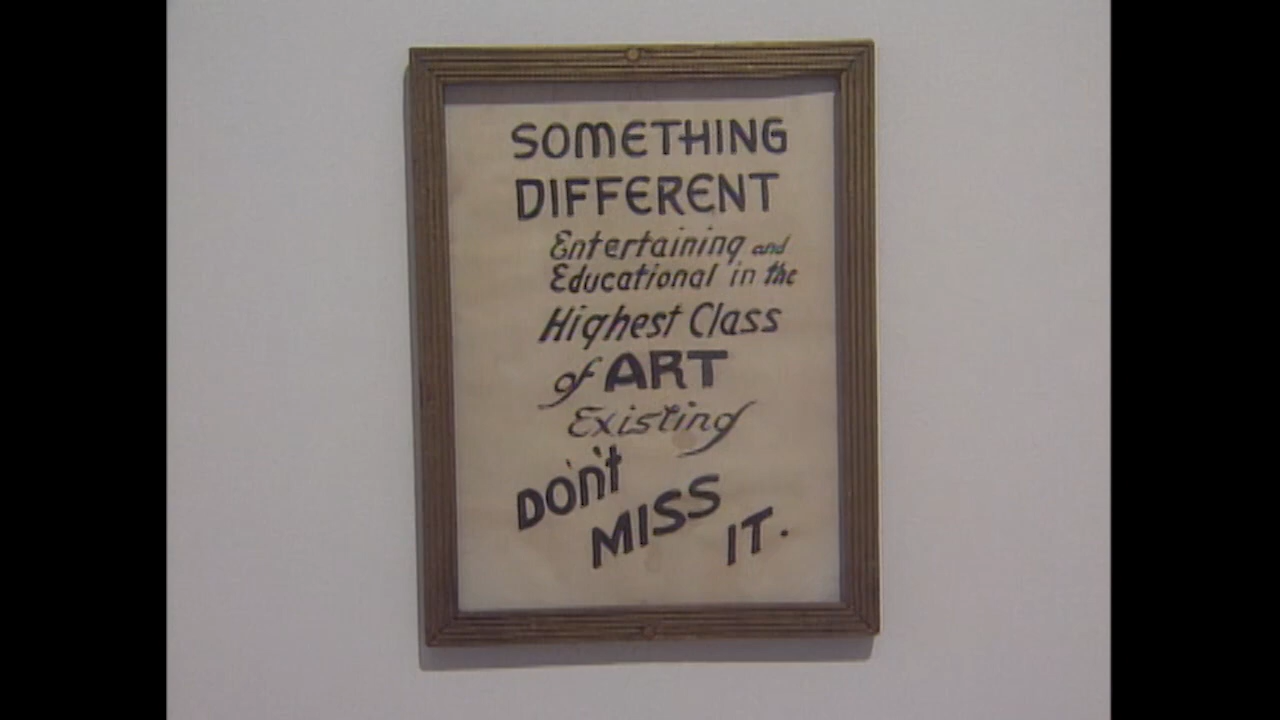 SOMETHING
DIFFERENT
Entertaining and
Educational in the
Highest Class
of ART
Existing
DON'T
MISS
IT.